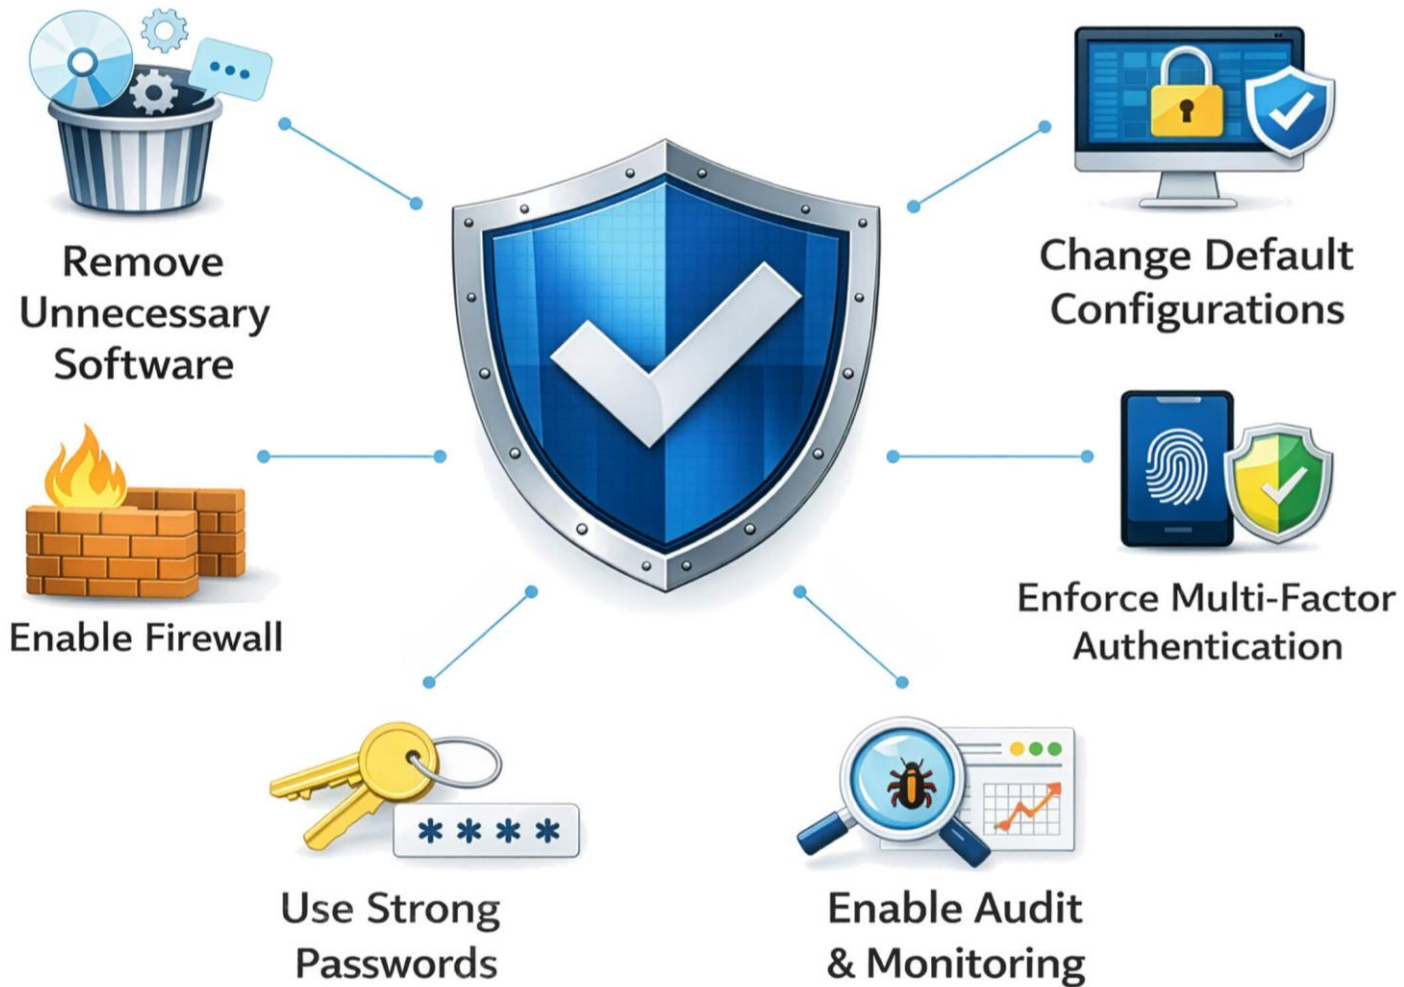 Remove
Unnecessary
Software
Change Default
Configurations
Enable Firewall
Enforce Multi-Factor
Authentication
****
Use Strong
Passwords
Enable Audit
& Monitoring